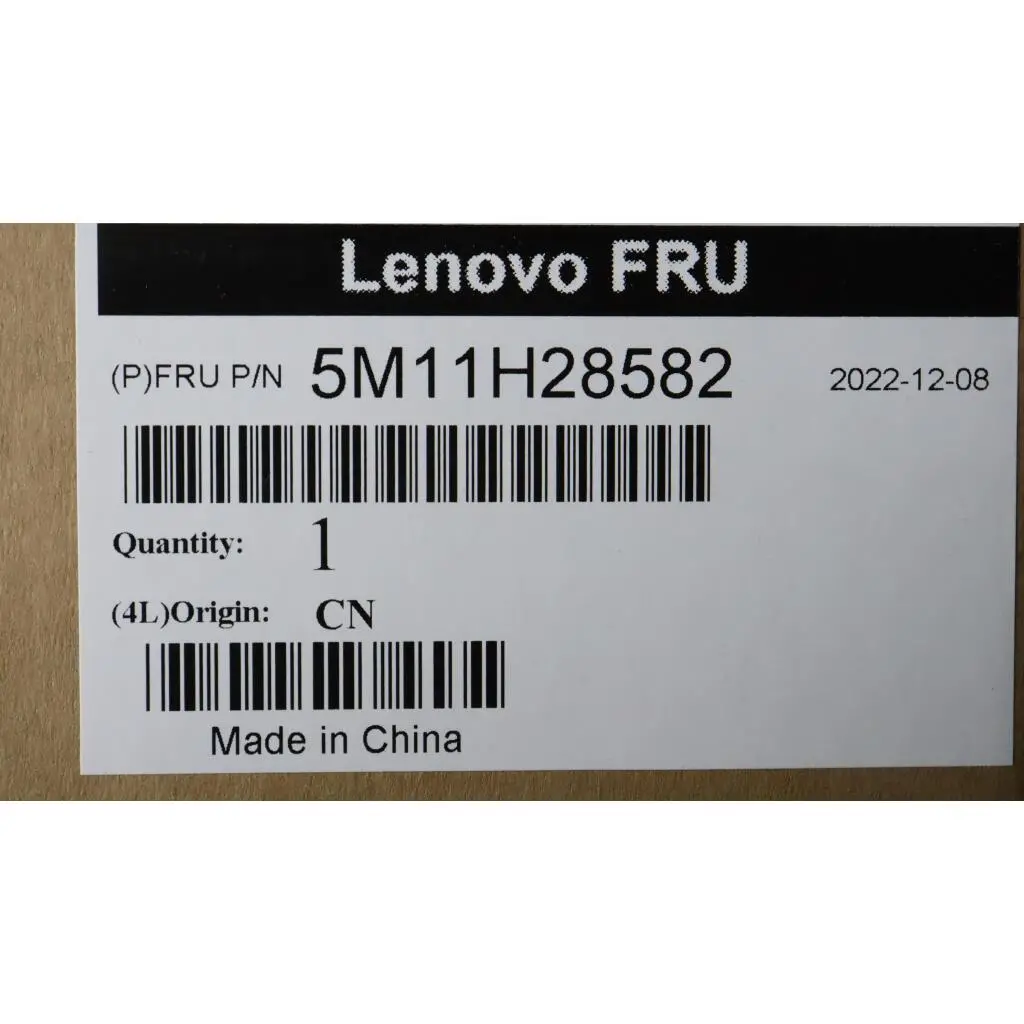 Lenovo FRU
(P)FRU P/N 5M11H28582 2022-12-08
Quantity: 1
(4L)Origin: CN
Made in China